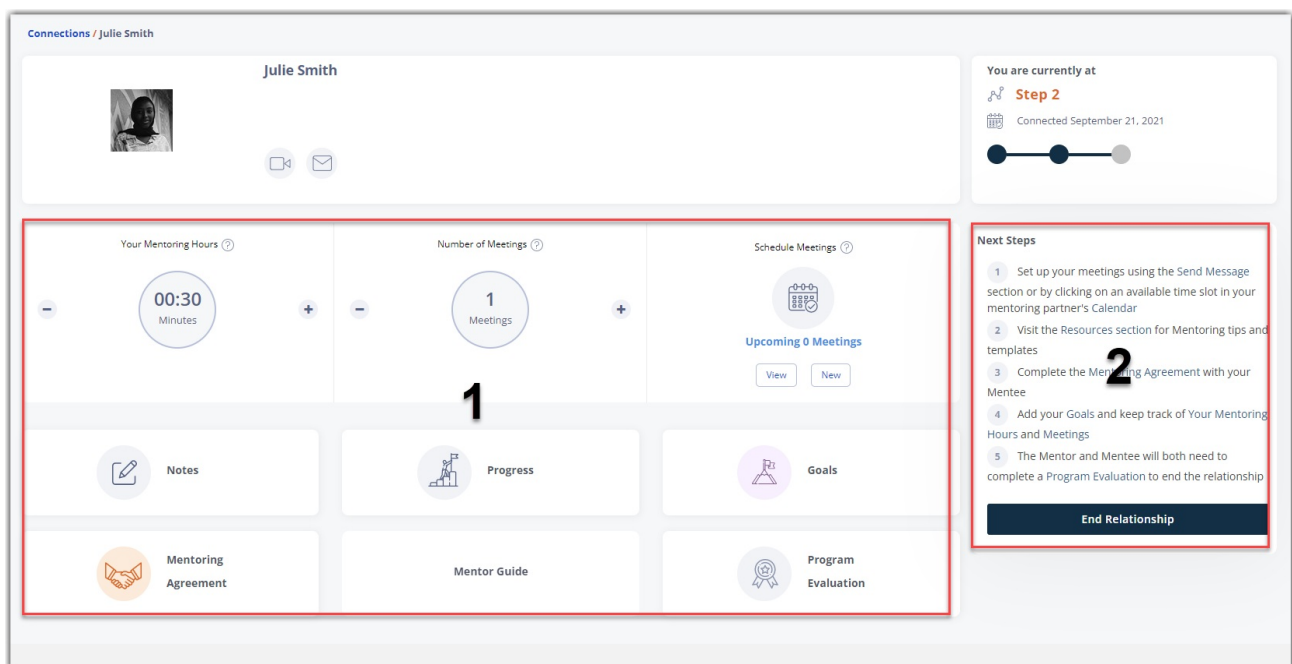 Connections / Julie Smith
Julie Smith
You are currently at
Step 2
Connected September 21, 2021
Your Mentoring Hours ?
Number of Meetings ?
Schedule Meetings ?
- 00:30 +
Minutes
- 1 +
Meetings
Upcoming 0 Meetings
View New
1
Notes
Progress
Goals
Mentoring
Agreement
Mentor Guide
Program
Evaluation
Next Steps
1 Set up your meetings using the Send Message
section or by clicking on an available time slot in your
mentoring partner's Calendar
2 Visit the Resources section for Mentoring tips and
templates
2
3 Complete the Mentoring Agreement with your
Mentee
4 Add your Goals and keep track of Your Mentoring
Hours and Meetings
5 The Mentor and Mentee will both need to
complete a Program Evaluation to end the relationship
End Relationship